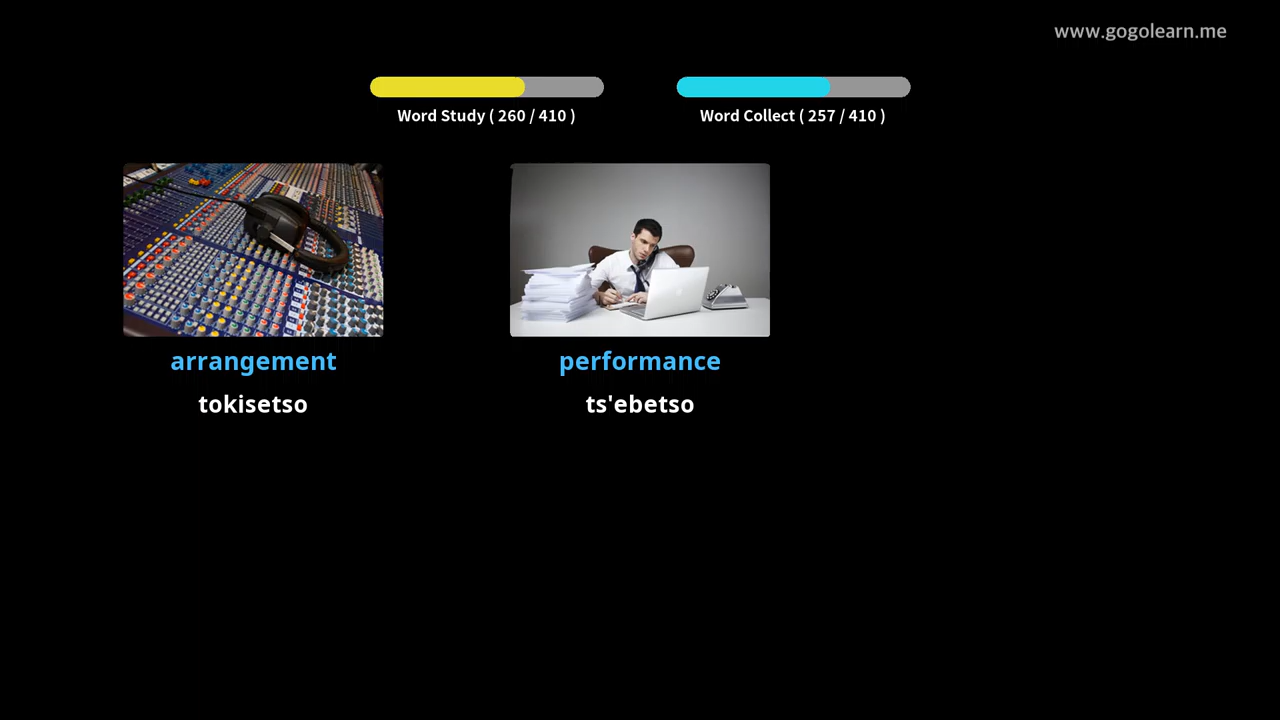 www.gogolearn.me
Word Study ( 260 / 410 )
Word Collect ( 257 / 410 )
arrangement
tokisetso
performance
ts'ebetso